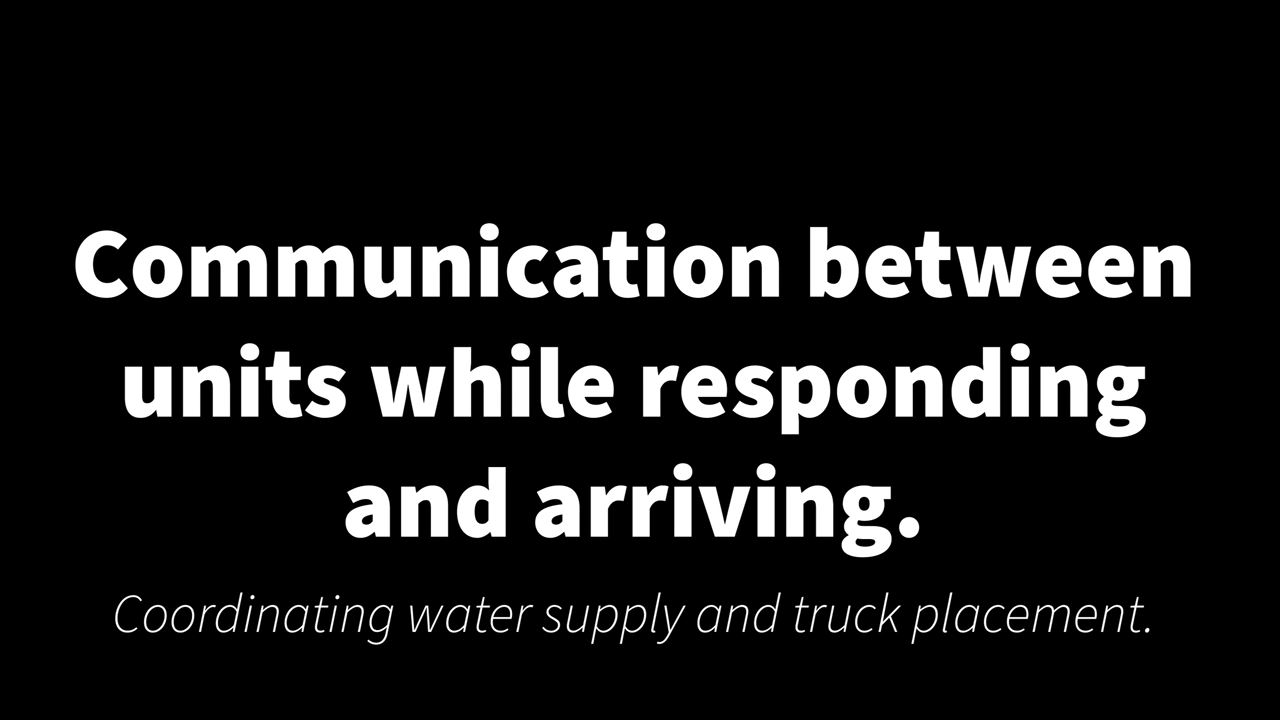 Communication between
units while responding
and arriving.
Coordinating water supply and truck placement.